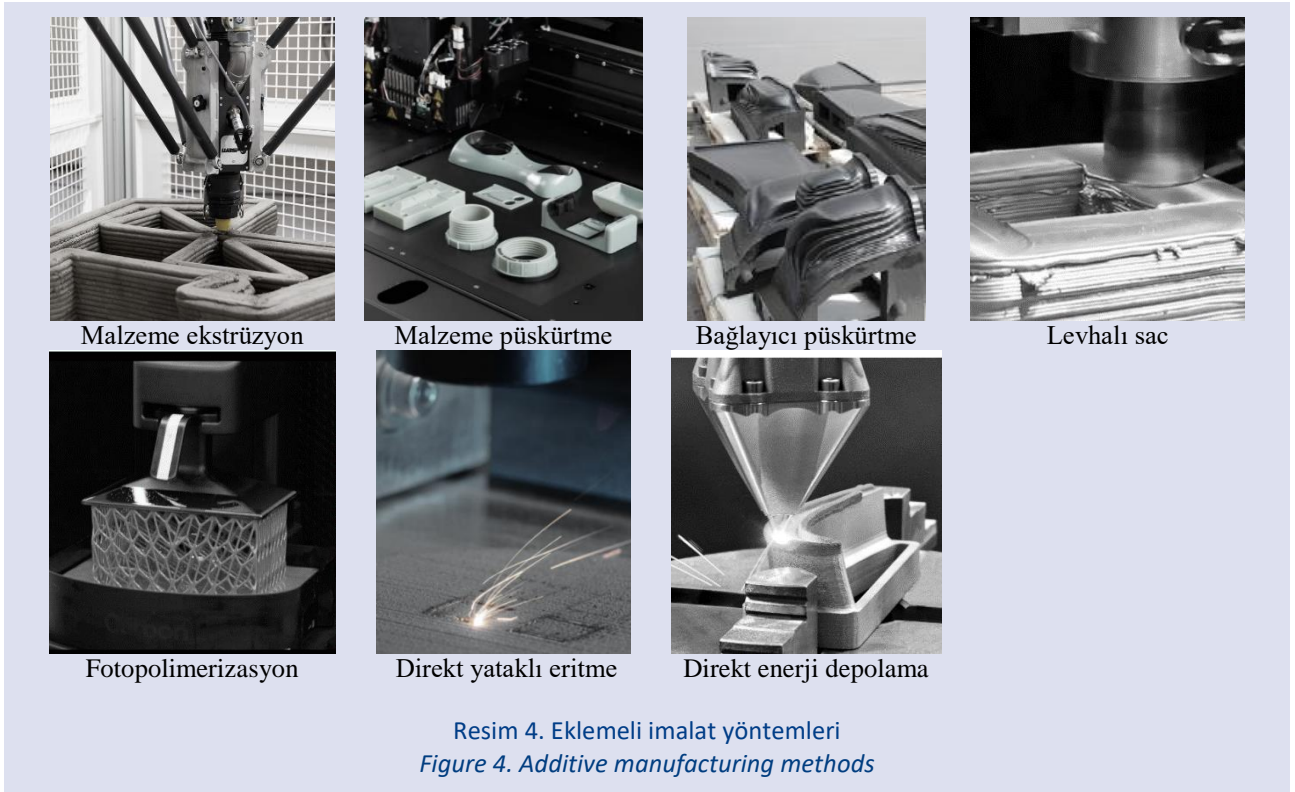 Malzeme ekstrüzyon
Malzeme püskürtme
Bağlayıcı püskürtme
Levhalı sac
Carbon
Fotopolimerizasyon
Direkt yataklı eritme
Direkt enerji depolama
Resim 4. Eklemeli imalat yöntemleri
Figure 4. Additive manufacturing methods